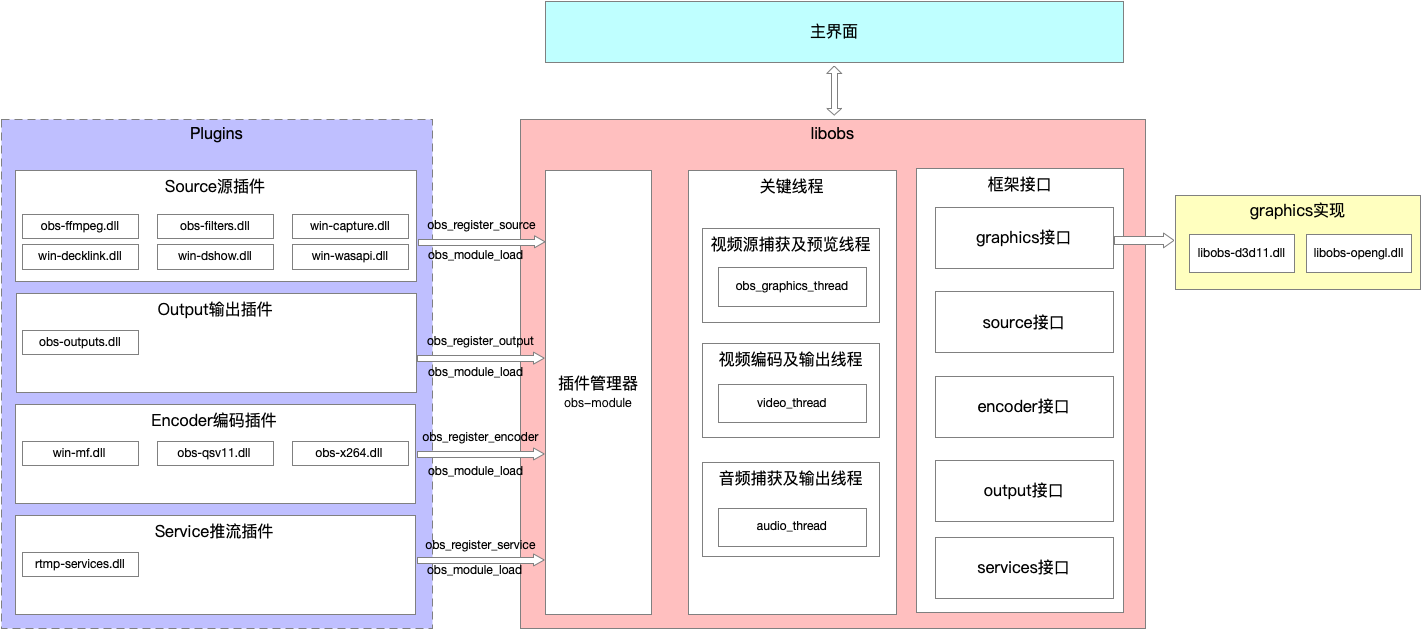 主界面
Plugins
Source源插件
obs-ffmpeg.dll
obs-filters.dll
win-capture.dll
win-decklink.dll
win-dshow.dll
win-wasapi.dll
Output输出插件
obs-outputs.dll
Encoder编码插件
win-mf.dll
obs-qsv11.dll
obs-x264.dll
Service推流插件
rtmp-services.dll
obs_register_source
obs_module_load
obs_register_output
obs_module_load
obs_register_encoder
obs_module_load
obs_register_service
obs_module_load
libobs
插件管理器
obs-module
关键线程
视频源捕获及预览线程
obs_graphics_thread
视频编码及输出线程
video_thread
音频捕获及输出线程
audio_thread
框架接口
graphics接口
source接口
encoder接口
output接口
services接口
graphics实现
libobs-d3d11.dll
libobs-opengl.dll